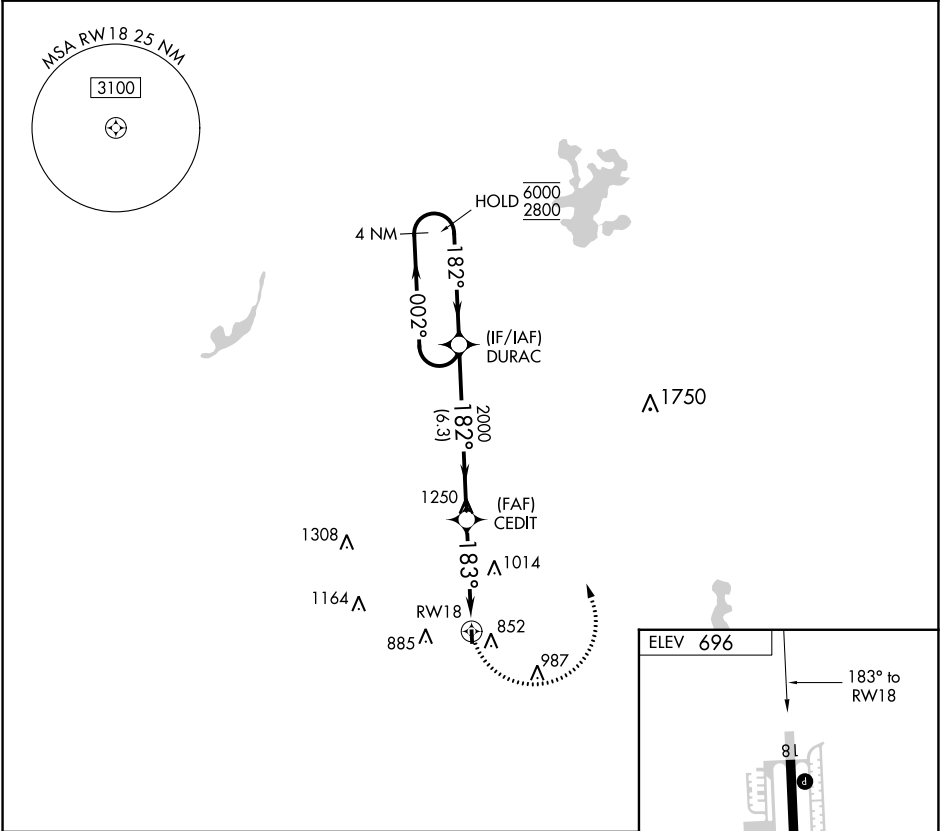 MSA RW18 25 NM
3100
HOLD 6000
2800
4 NM
182°
002°
(IF/IAF)
DURAC
1750
2000
182°
(6.3)
1250
(FAF)
CEDIT
1308
183°
1014
1164
RW18
885
852
987
ELEV 696
183° to
RW18
18
P